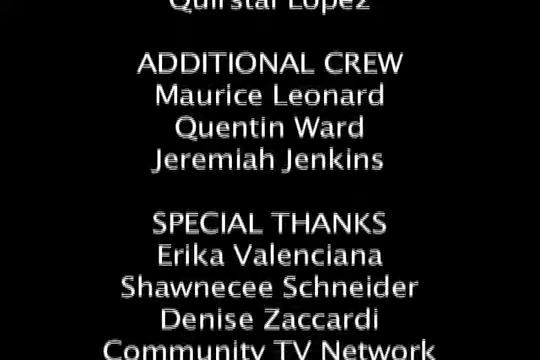 Lopez
ADDITIONAL CREW
Maurice Leonard
Quentin Ward
Jeremiah Jenkins
SPECIAL THANKS
Erika Valenciana
Shawnecee Schneider
Denise Zaccardi
Community TV Network